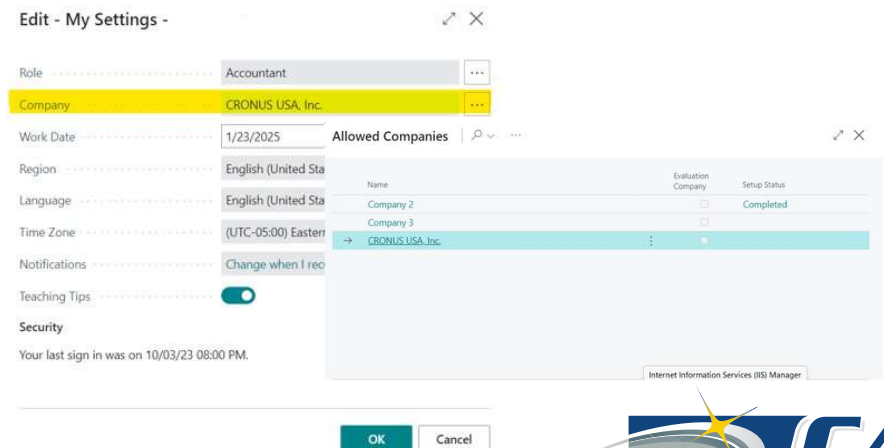 Edit - My Settings -
Role
Accountant
Company
CRONUS USA, Inc.
Work Date
1/23/2025
Region
English (United Sta
Language
English (United Sta
Time Zone
(UTC-05:00) Eastern
Notifications
Change when I rec
Teaching Tips
Security
Your last sign in was on 10/03/23 08:00 PM.
OK
Cancel
Allowed Companies
Name
Evaluation
Company
Setup Status
Company 2
Completed
Company 3
CRONUS USA, Inc.
Internet Information Services (IIS) Manager